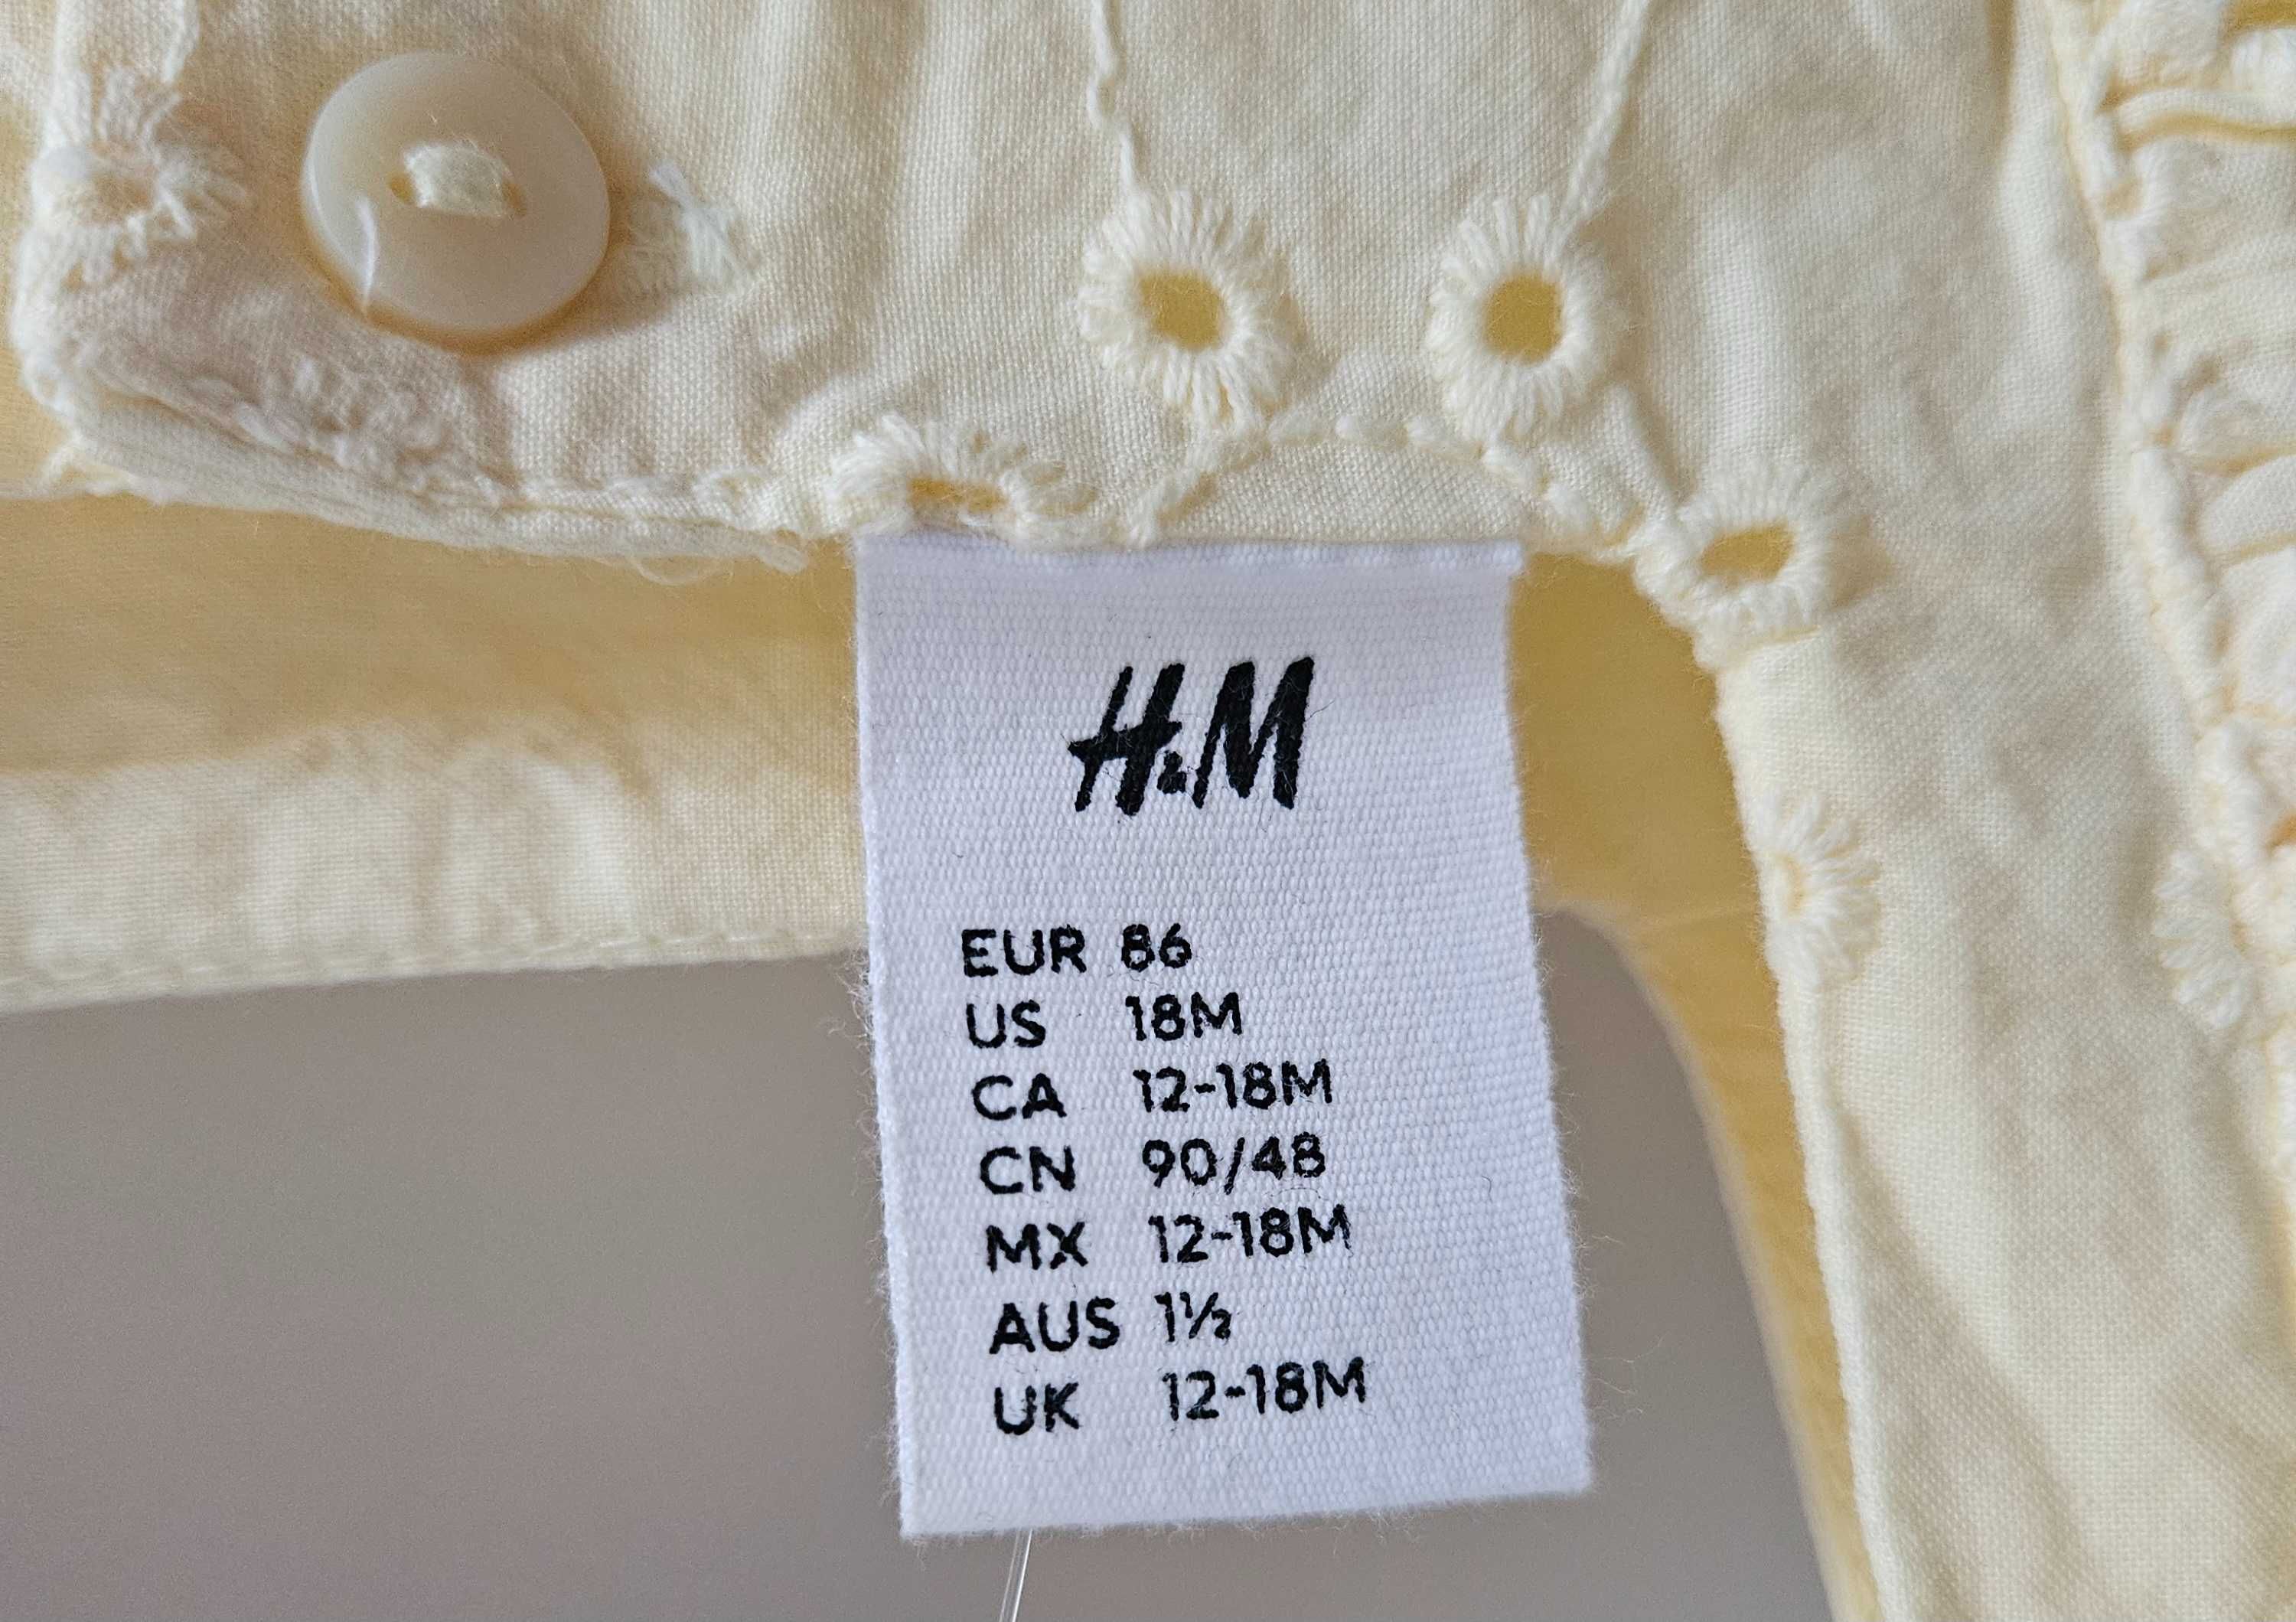 H&M
EUR 86
US 18M
CA 12-18M
CN 90/48
MX 12-18M
AUS 1½
UK 12-18M